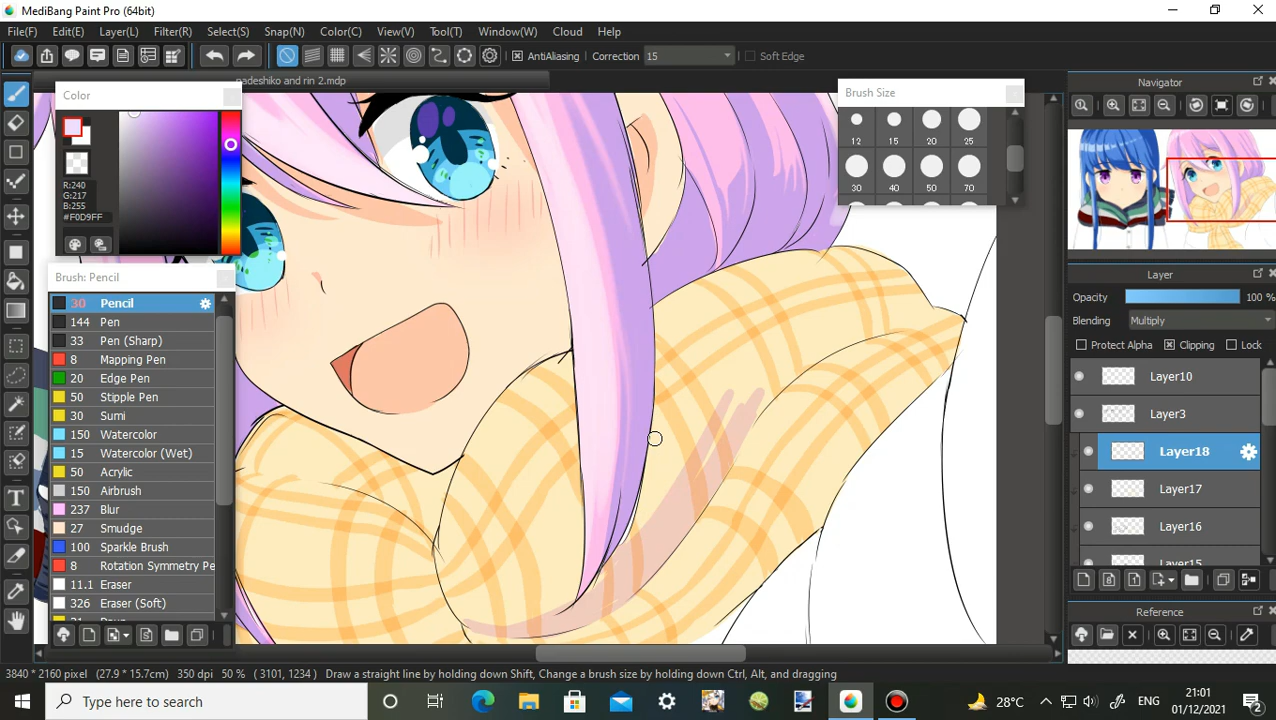 MediBang Paint Pro (64bit)
File(F) Edit(E) Layer(L) Filter(R) Select(S) Snap(N) Color(C) View(V) Tool(T) Window(W) Cloud Help
AntiAliasing Correction 15 Soft Edge
nadeshiko and rin 2.mdp
Color
R:240
G:217
B:255
#F0D9FF
Brush: Pencil
30 Pencil
144 Pen
33 Pen (Sharp)
8 Mapping Pen
20 Edge Pen
50 Stipple Pen
30 Sumi
150 Watercolor
15 Watercolor (Wet)
50 Acrylic
150 Airbrush
237 Blur
27 Smudge
100 Sparkle Brush
8 Rotation Symmetry Pe
11.1 Eraser
326 Eraser (Soft)
Brush Size
12 15 20 25
30 40 50 70
Navigator
Layer
Opacity 100 %
Blending Multiply
Protect Alpha Clipping Lock
Layer10
Layer3
Layer18
Layer17
Layer16
Layer15
Reference
3840 * 2160 pixel (27.9 * 15.7cm) 350 dpi 50 % ( 3101, 1234 ) Draw a straight line by holding down Shift, Change a brush size by holding down Ctrl, Alt, and dragging
Type here to search
28°C
ENG
21:01
01/12/2021
2